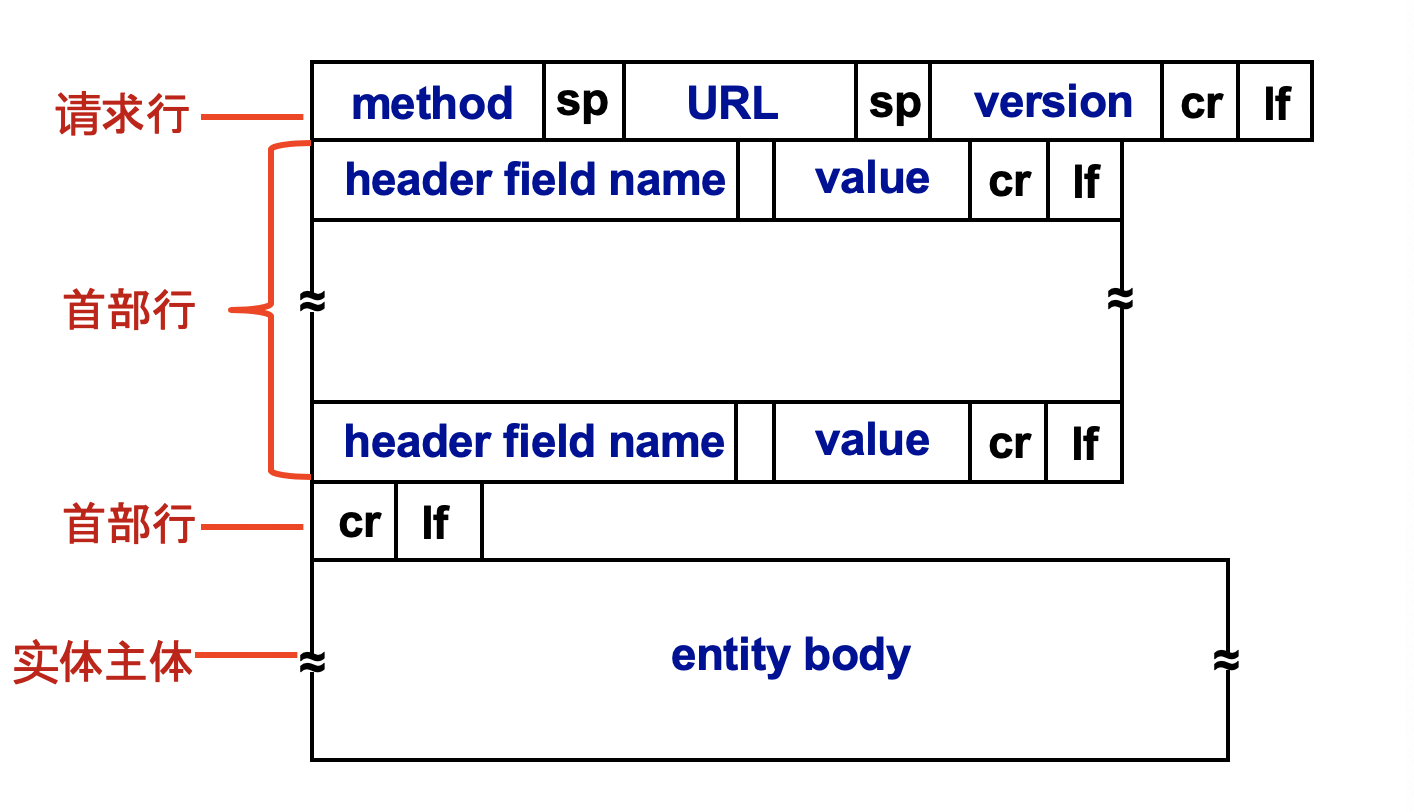 请求行 method sp URL sp version cr lf
header field name value cr lf
首部行
header field name value cr lf
首部行 cr lf
实体主体 entity body